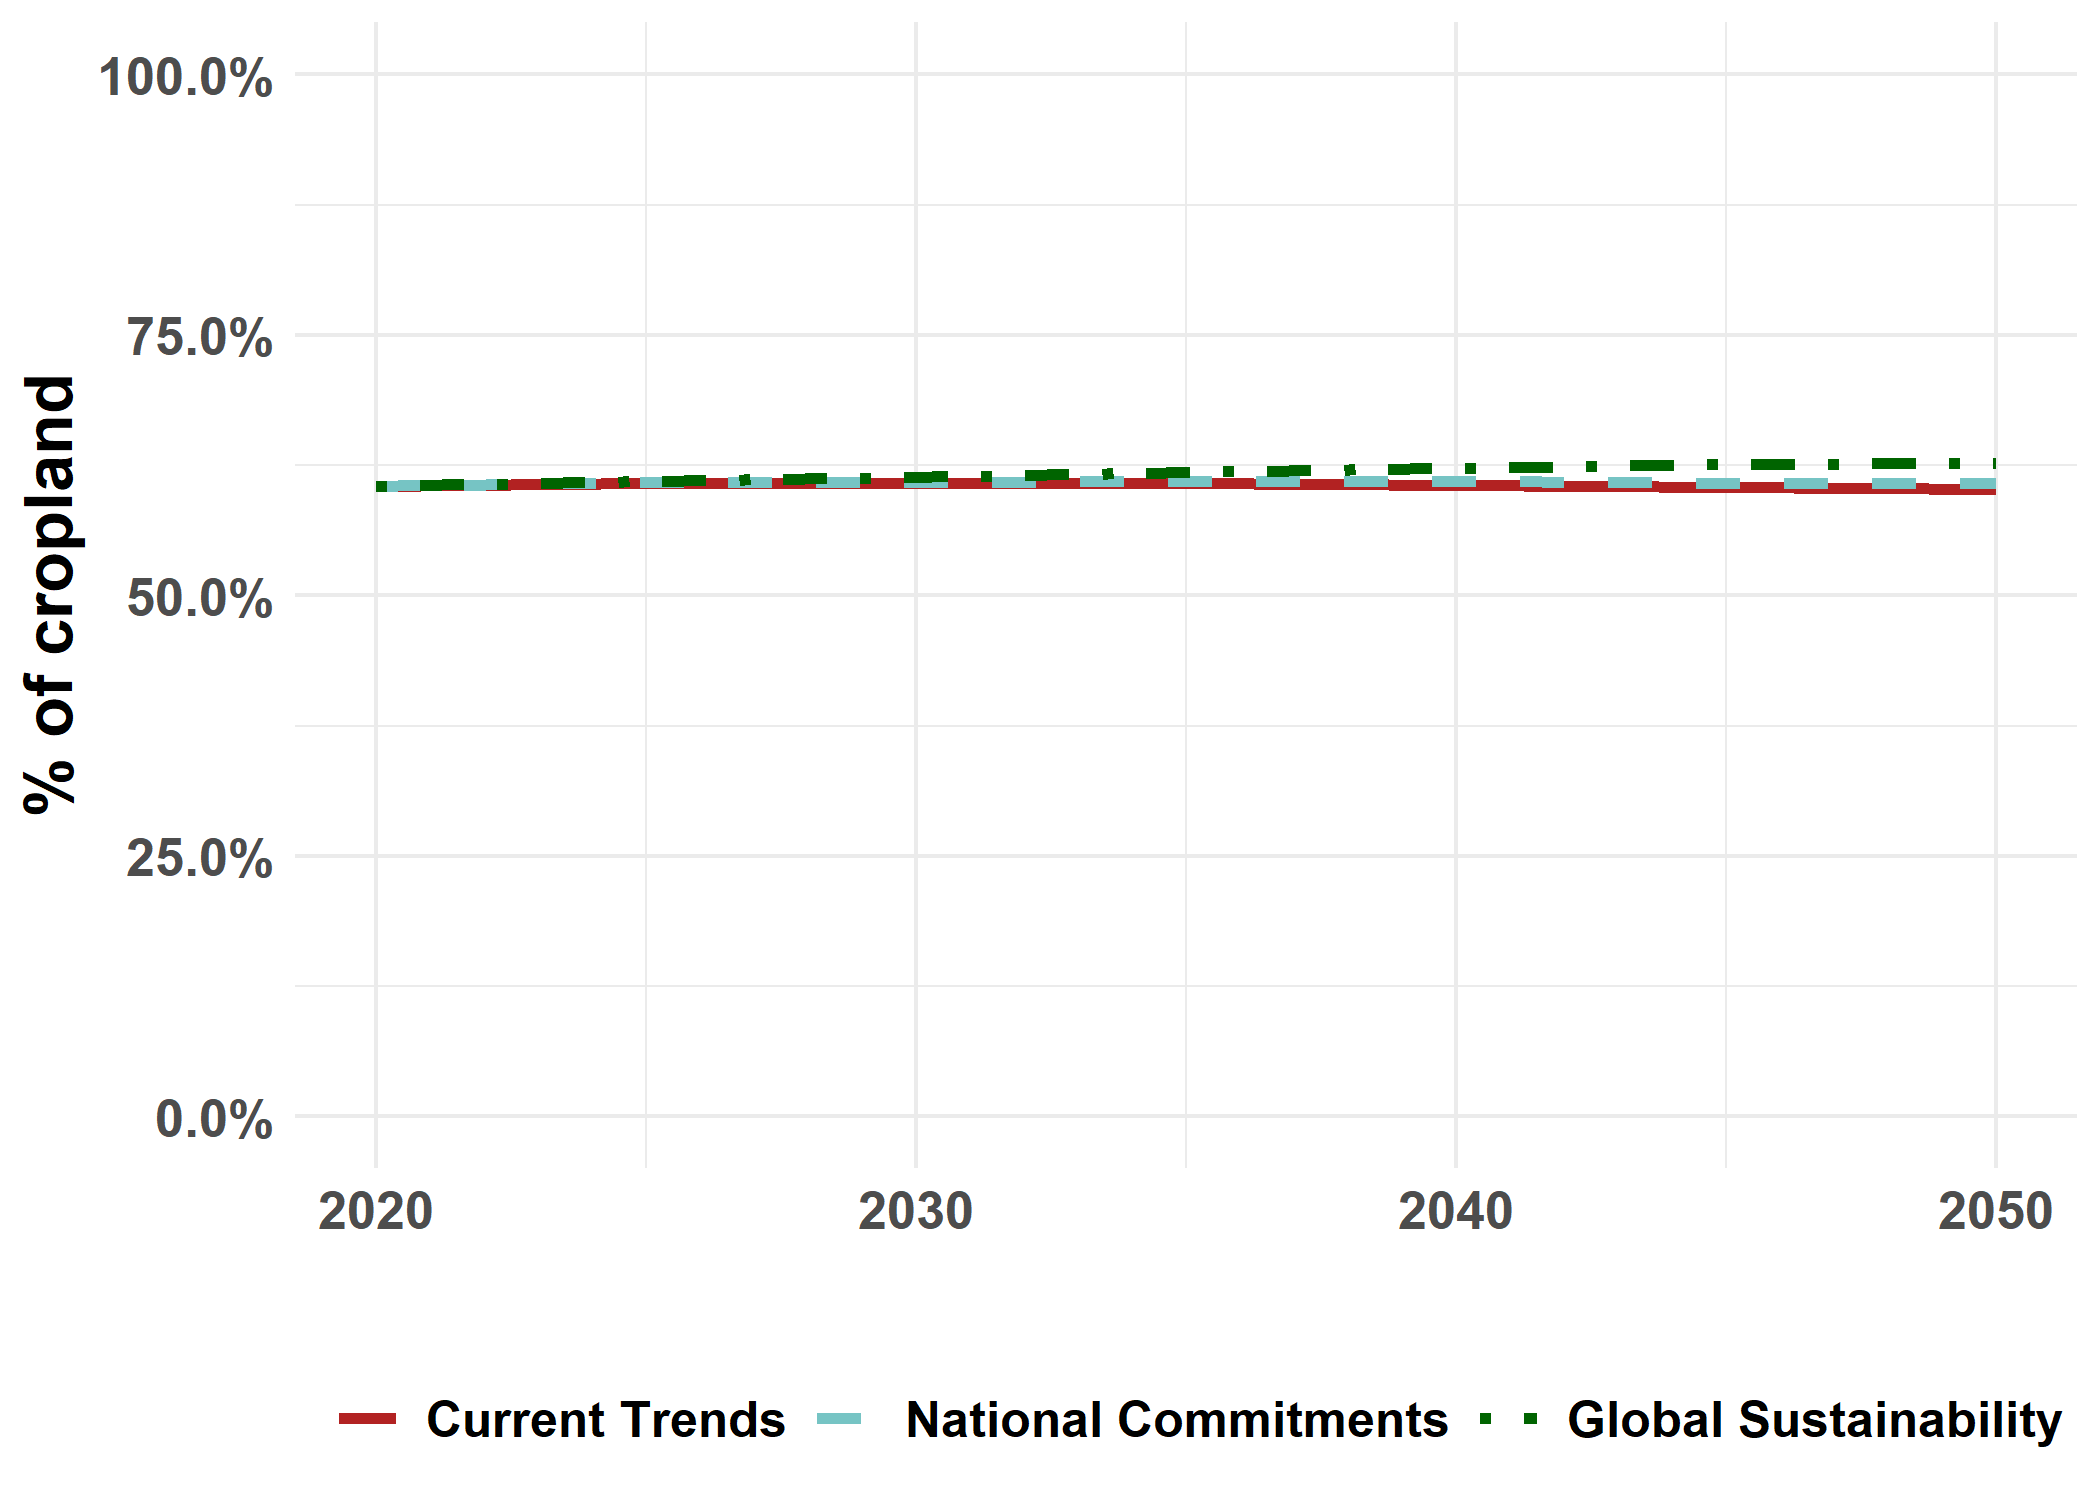 100.0%
75.0%
50.0%
25.0%
0.0%
% of cropland
2020 2030 2040 2050
Current Trends National Commitments Global Sustainability